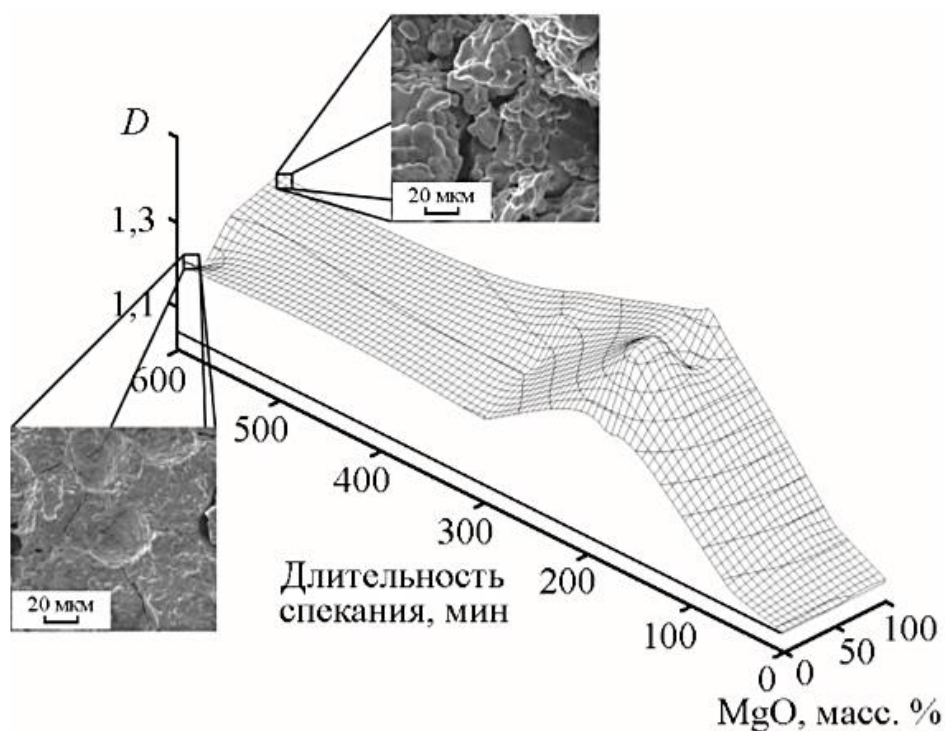 20 мкм
D
1,3
1,1
600
500
400
300
200
100
0
0
50
100
20 мкм
Длительность
спекания, мин
MgO, масс. %